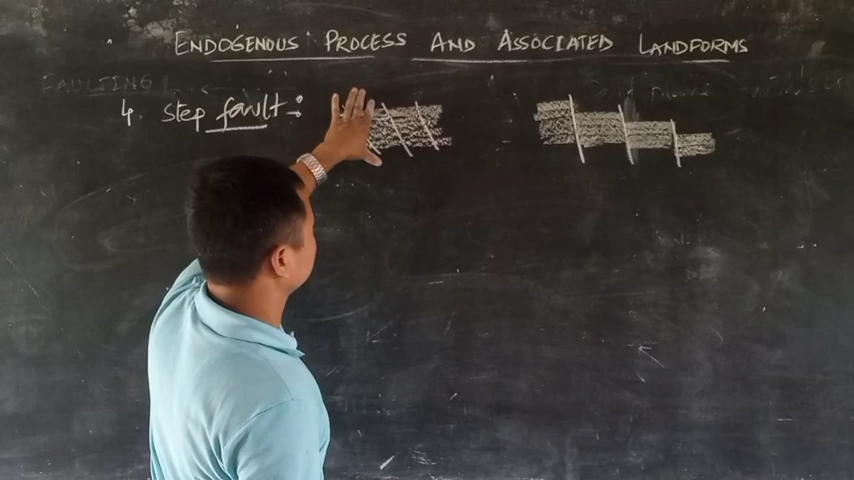 ENDOGENOUS PROCESS AND ASSOCIATED LANDFORMS
FAULTING
4. Step fault :-